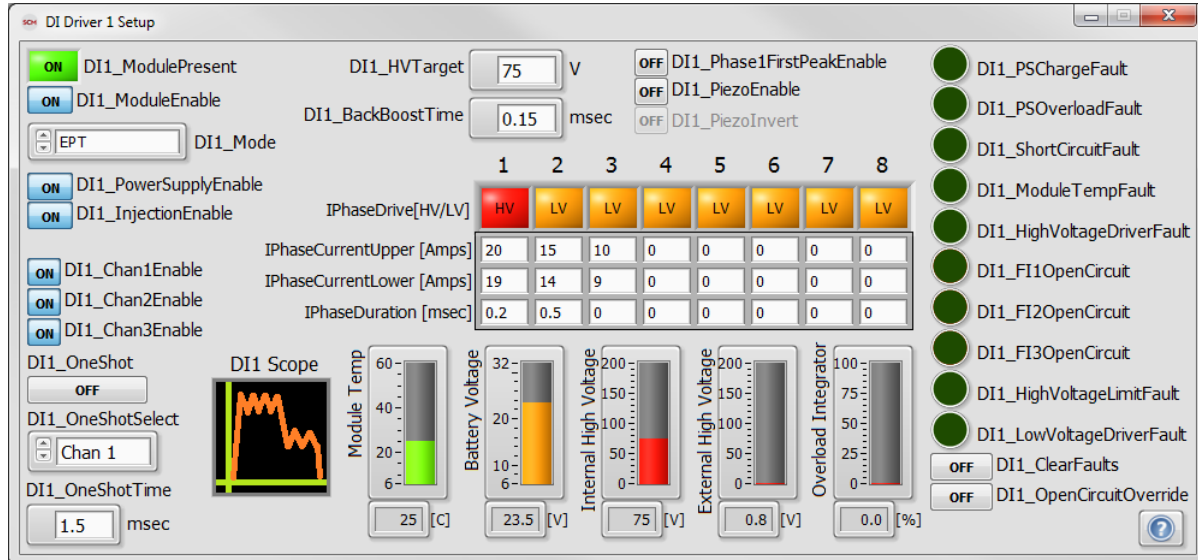 SCM DI Driver 1 Setup
ON DI1_ModulePresent
ON DI1_ModuleEnable
EPT DI1_Mode
ON DI1_PowerSupplyEnable
ON DI1_InjectionEnable
ON DI1_Chan1Enable
ON DI1_Chan2Enable
ON DI1_Chan3Enable
DI1_OneShot
OFF
DI1_OneShotSelect
Chan 1
DI1_OneShotTime
1.5 msec
DI1 Scope
DI1_HVTarget 75 V
DI1_BackBoostTime 0.15 msec
OFF DI1_Phase1FirstPeakEnable
OFF DI1_PiezoEnable
OFF DI1_PiezoInvert
1 2 3 4 5 6 7 8
IPhaseDrive[HV/LV] HV LV LV LV LV LV LV LV
IPhaseCurrentUpper [Amps] 20 15 10 0 0 0 0 0
IPhaseCurrentLower [Amps] 19 14 9 0 0 0 0 0
IPhaseDuration [msec] 0.2 0.5 0 0 0 0 0 0
Module Temp
60
40
20
6
25 [C]
Battery Voltage
32
20
10
6
23.5 [V]
Internal High Voltage
200
150
100
50
0
75 [V]
External High Voltage
200
150
100
50
0
0.8 [V]
Overload Integrator
100
75
50
25
0
0.0 [%]
DI1_PSChargeFault
DI1_PSOverloadFault
DI1_ShortCircuitFault
DI1_ModuleTempFault
DI1_HighVoltageDriverFault
DI1_FI1OpenCircuit
DI1_FI2OpenCircuit
DI1_FI3OpenCircuit
DI1_HighVoltageLimitFault
DI1_LowVoltageDriverFault
OFF DI1_ClearFaults
OFF DI1_OpenCircuitOverride
?